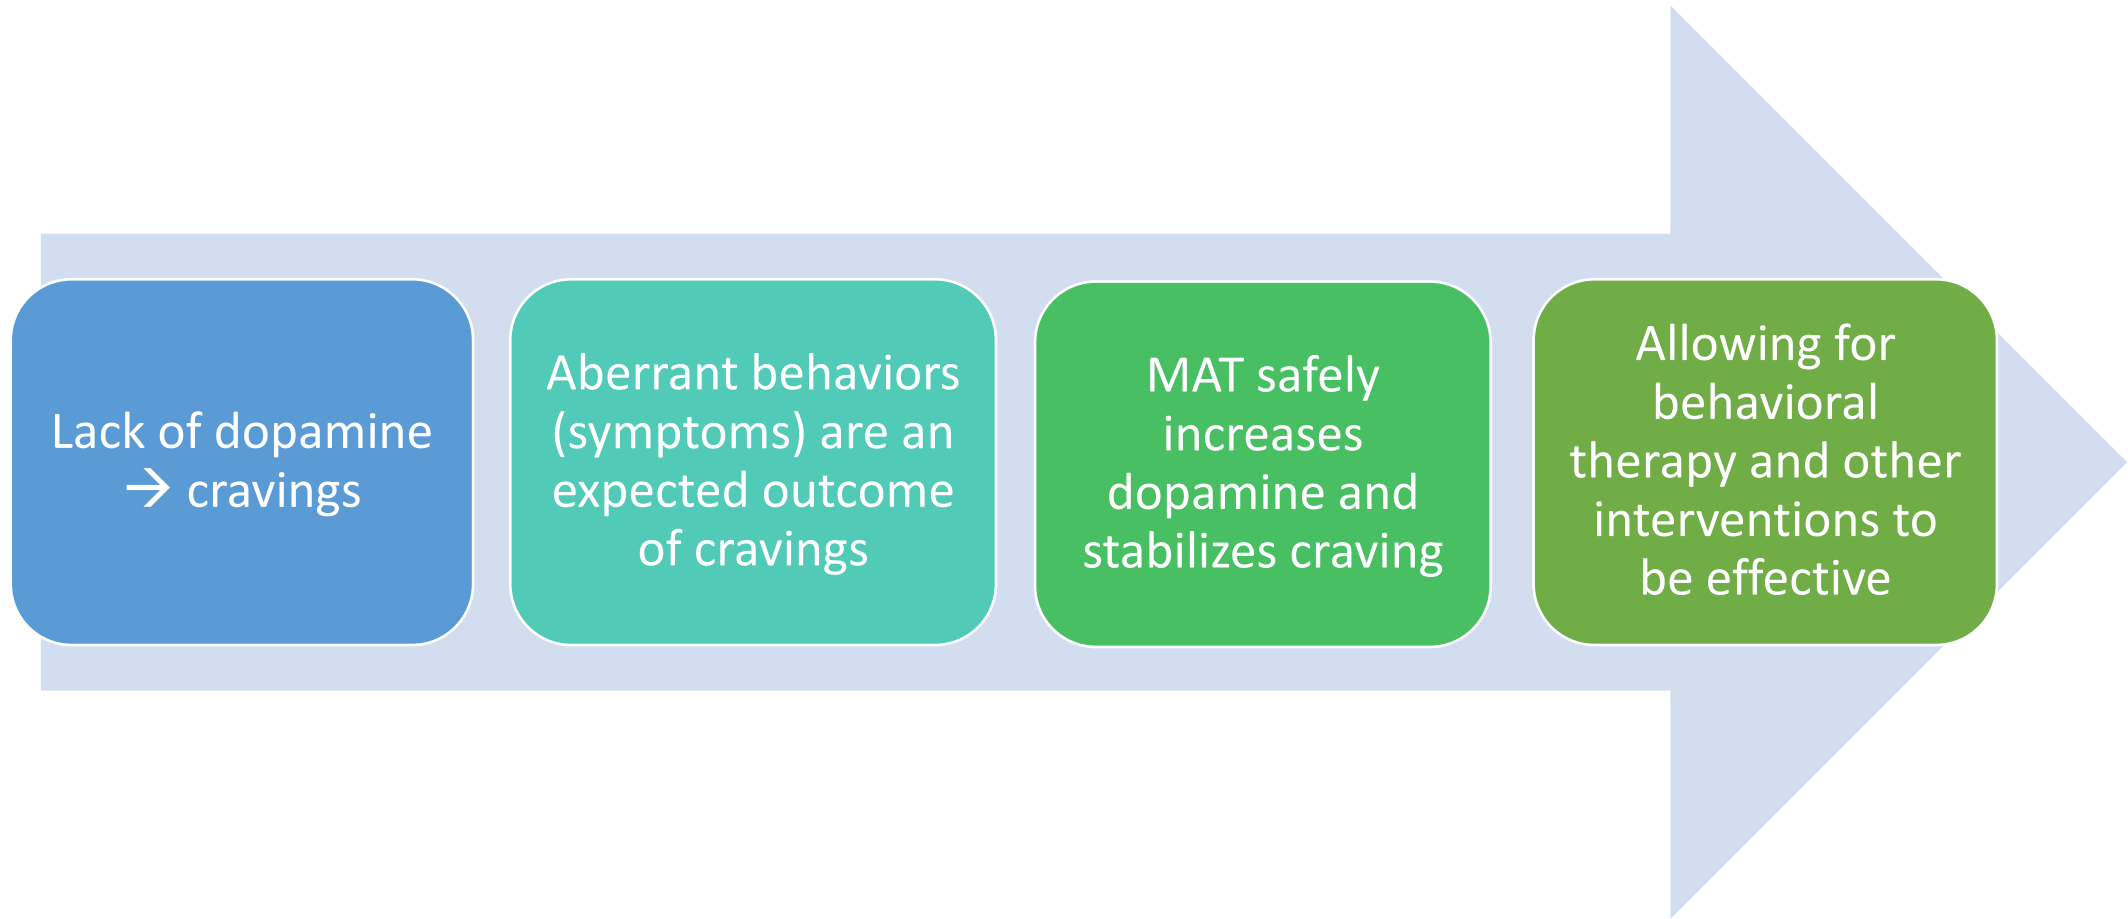 Lack of dopamine
→ cravings
Aberrant behaviors
(symptoms) are an
expected outcome
of cravings
MAT safely
increases
dopamine and
stabilizes craving
Allowing for
behavioral
therapy and other
interventions to
be effective